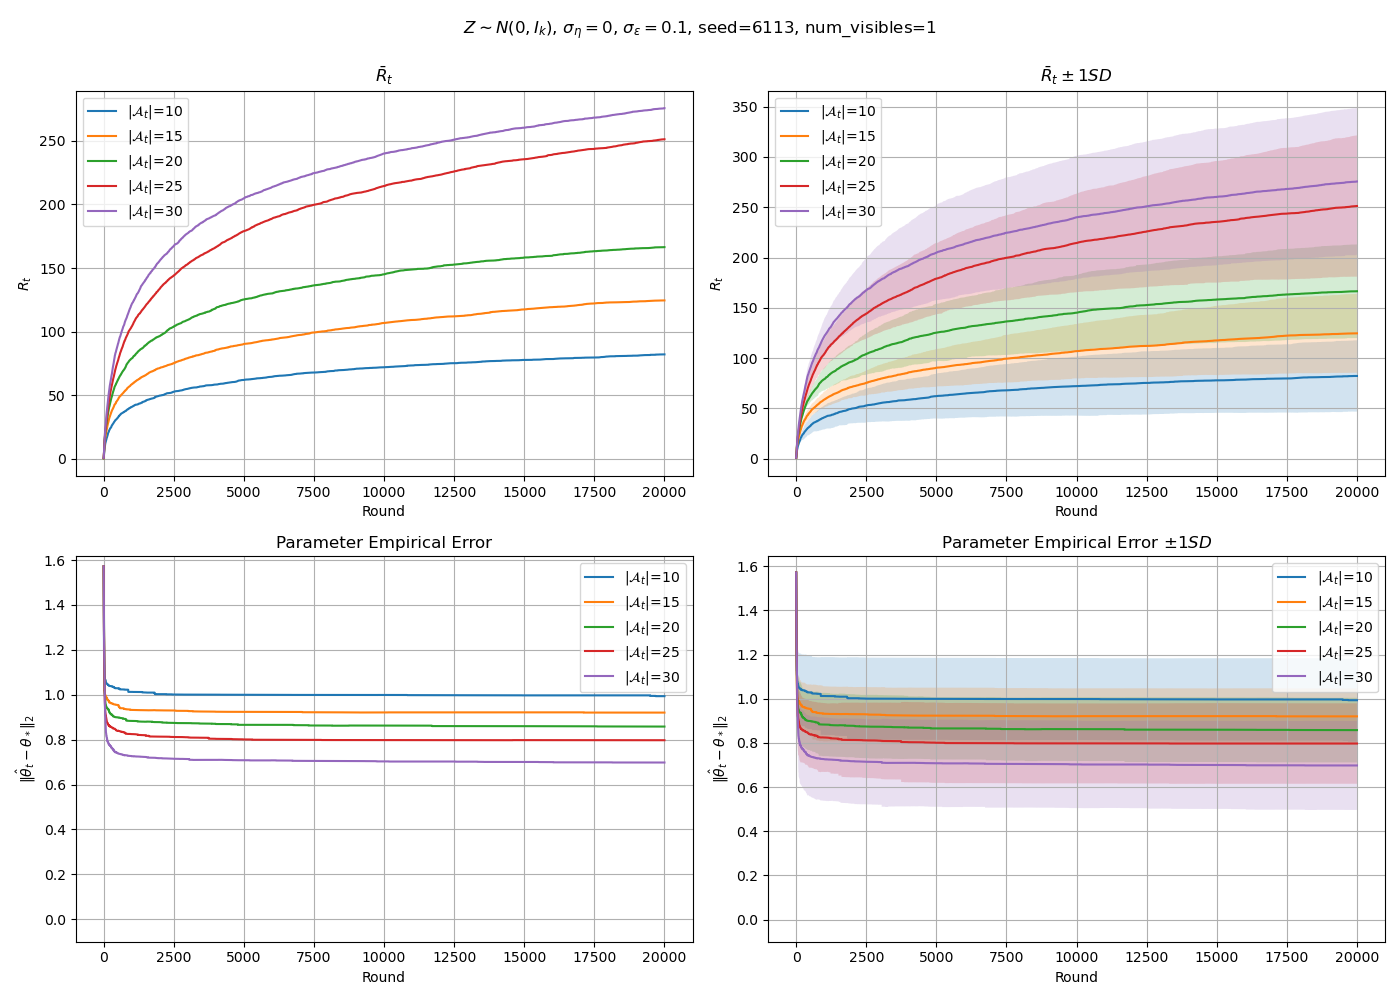 Z ∼ N(0, I_k), σ_η = 0, σ_ε = 0.1, seed=6113, num_visibles=1
R̄_t
R_t
250
200
150
100
50
0
|𝒜_t|=10
|𝒜_t|=15
|𝒜_t|=20
|𝒜_t|=25
|𝒜_t|=30
0 2500 5000 7500 10000 12500 15000 17500 20000
Round
R̄_t ± 1SD
R_t
350
300
250
200
150
100
50
0
|𝒜_t|=10
|𝒜_t|=15
|𝒜_t|=20
|𝒜_t|=25
|𝒜_t|=30
0 2500 5000 7500 10000 12500 15000 17500 20000
Round
Parameter Empirical Error
‖θ̂_t − θ_*‖_2
1.6
1.4
1.2
1.0
0.8
0.6
0.4
0.2
0.0
|𝒜_t|=10
|𝒜_t|=15
|𝒜_t|=20
|𝒜_t|=25
|𝒜_t|=30
0 2500 5000 7500 10000 12500 15000 17500 20000
Round
Parameter Empirical Error ±1SD
‖θ̂_t − θ_*‖_2
1.6
1.4
1.2
1.0
0.8
0.6
0.4
0.2
0.0
|𝒜_t|=10
|𝒜_t|=15
|𝒜_t|=20
|𝒜_t|=25
|𝒜_t|=30
0 2500 5000 7500 10000 12500 15000 17500 20000
Round